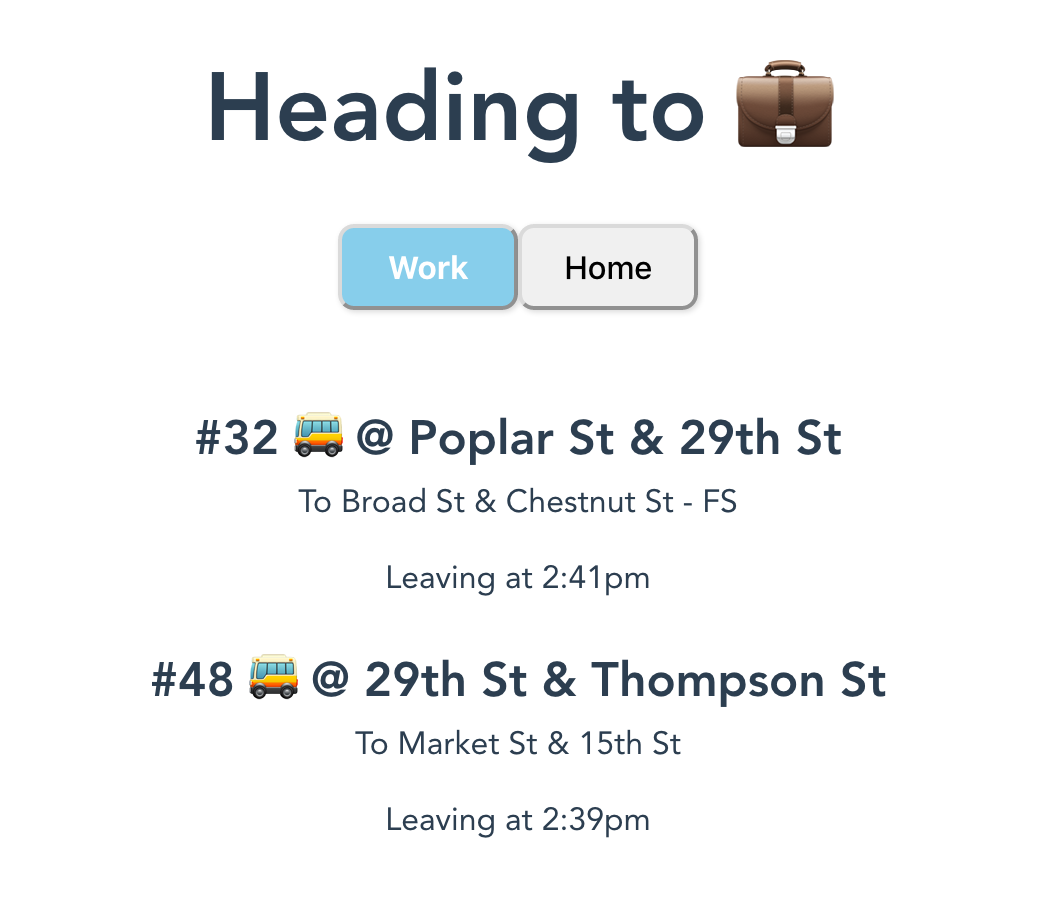 Heading to 💼
Work
Home
#32 🚌 @ Poplar St & 29th St
To Broad St & Chestnut St - FS
Leaving at 2:41pm
#48 🚌 @ 29th St & Thompson St
To Market St & 15th St
Leaving at 2:39pm